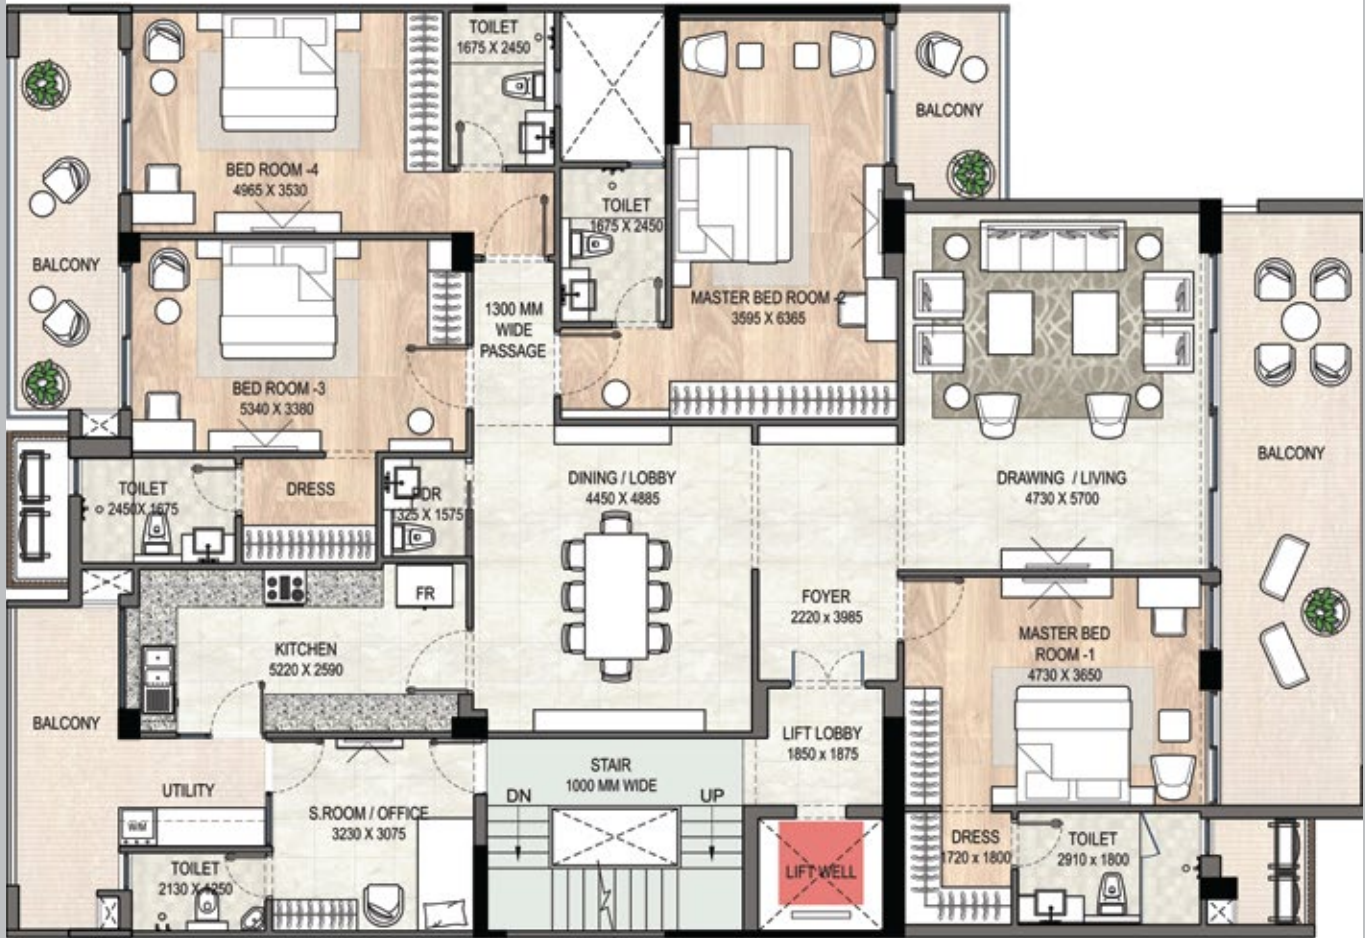 TOILET
1675 X 2450
BALCONY
BED ROOM -4
4965 X 3530
TOILET
1675 X 2450
BALCONY
1300 MM
WIDE
PASSAGE
MASTER BED ROOM -2
3595 X 6365
BED ROOM -3
5340 X 3380
BALCONY
DRAWING / LIVING
4730 X 5700
DINING / LOBBY
4450 X 4885
TOILET
2450X 1675
DRESS
PDR
1325 X 1575
FR
FOYER
2220 x 3985
KITCHEN
5220 X 2590
MASTER BED
ROOM -1
4730 X 3650
BALCONY
LIFT LOBBY
1850 x 1875
STAIR
1000 MM WIDE
DN
UP
UTILITY
W/M
S.ROOM / OFFICE
3230 X 3075
TOILET
2130 X 1250
LIFT WELL
DRESS
1720 x 1800
TOILET
2910 x 1800